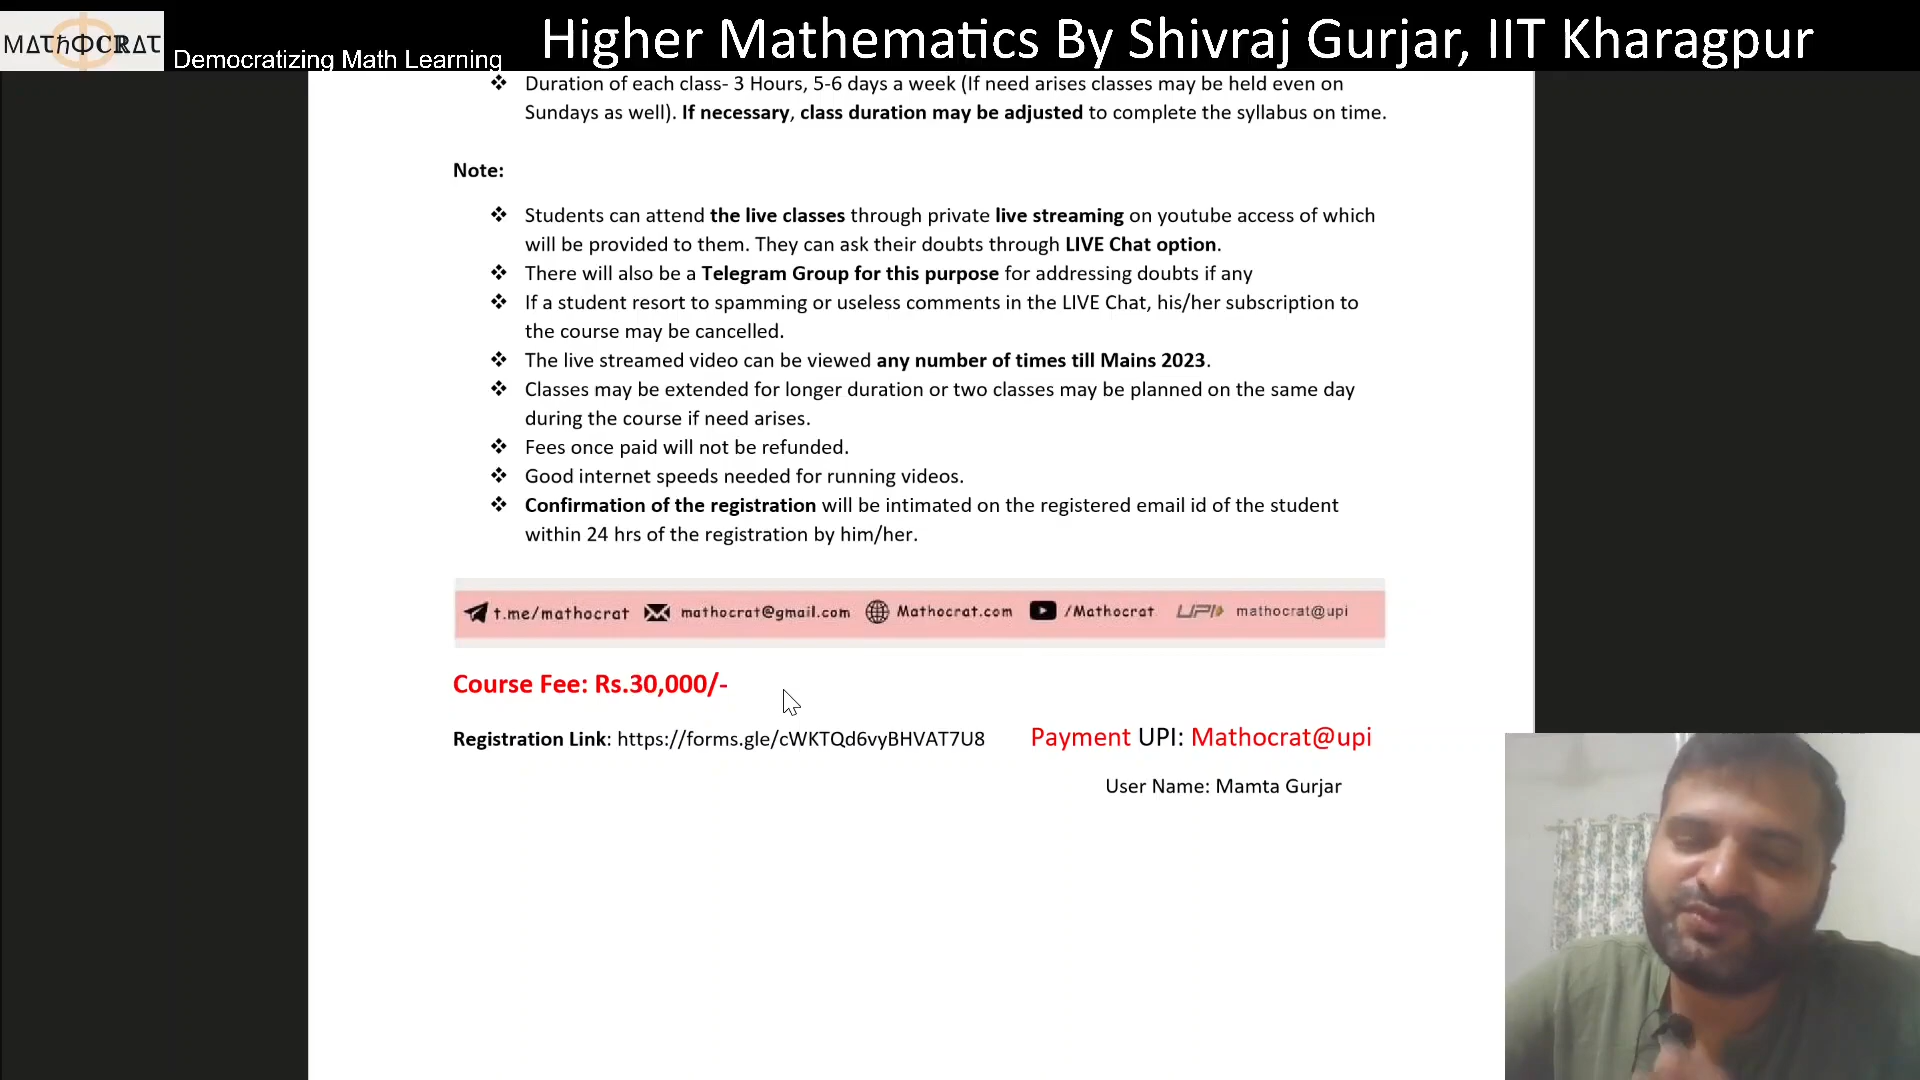 MΔTℏΦCRΔT
Democratizing Math Learning
Higher Mathematics By Shivraj Gurjar, IIT Kharagpur
❖ Duration of each class- 3 Hours, 5-6 days a week (If need arises classes may be held even on
Sundays as well). If necessary, class duration may be adjusted to complete the syllabus on time.
Note:
❖ Students can attend the live classes through private live streaming on youtube access of which
will be provided to them. They can ask their doubts through LIVE Chat option.
❖ There will also be a Telegram Group for this purpose for addressing doubts if any
❖ If a student resort to spamming or useless comments in the LIVE Chat, his/her subscription to
the course may be cancelled.
❖ The live streamed video can be viewed any number of times till Mains 2023.
❖ Classes may be extended for longer duration or two classes may be planned on the same day
during the course if need arises.
❖ Fees once paid will not be refunded.
❖ Good internet speeds needed for running videos.
❖ Confirmation of the registration will be intimated on the registered email id of the student
within 24 hrs of the registration by him/her.
t.me/mathocrat mathocrat@gmail.com Mathocrat.com /Mathocrat UPI mathocrat@upi
Course Fee: Rs.30,000/-
Registration Link: https://forms.gle/cWKTQd6vyBHVAT7U8 Payment UPI: Mathocrat@upi
User Name: Mamta Gurjar